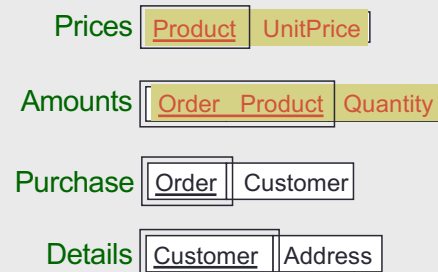 Prices Product UnitPrice
Amounts Order Product Quantity
Purchase Order Customer
Details Customer Address